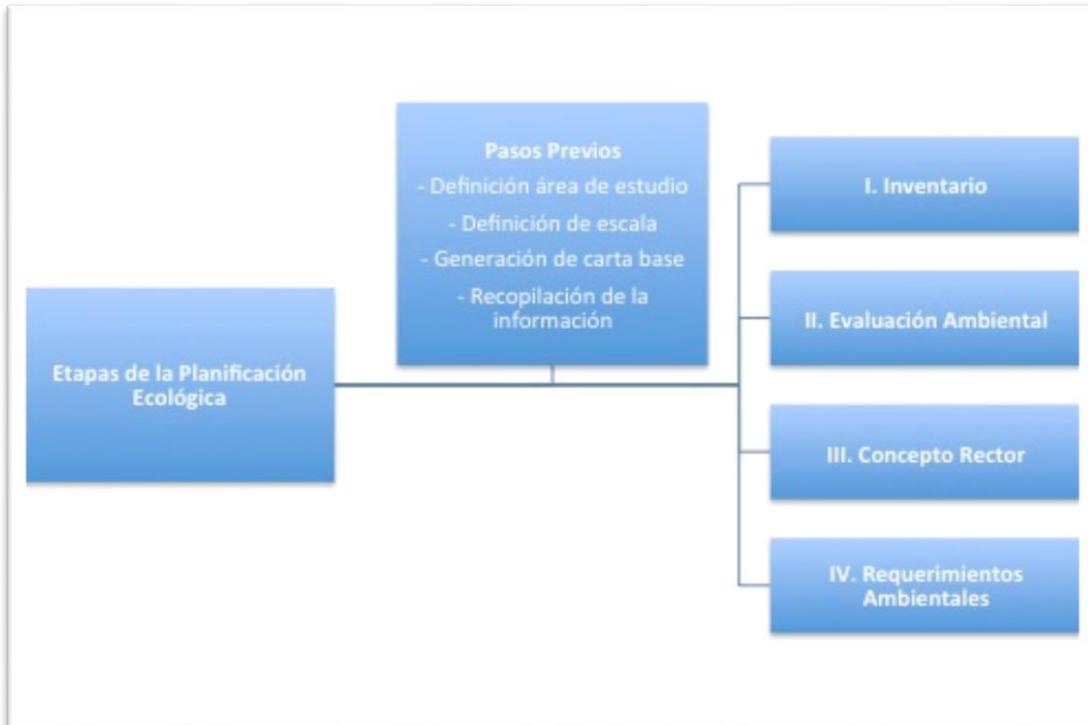 Etapas de la Planificación
Ecológica
Pasos Previos
- Definición área de estudio
- Definición de escala
- Generación de carta base
- Recopilación de la
información
I. Inventario
II. Evaluación Ambiental
III. Concepto Rector
IV. Requerimientos
Ambientales